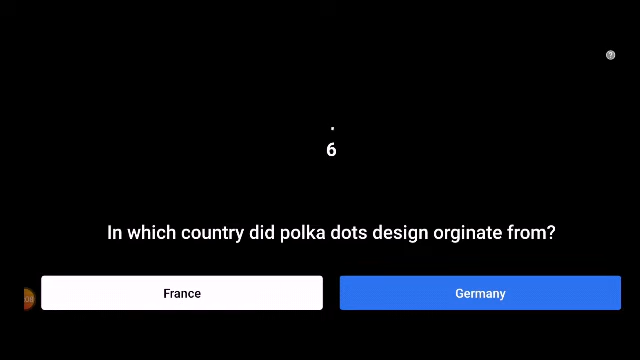 6
In which country did polka dots design orginate from?
France
Germany